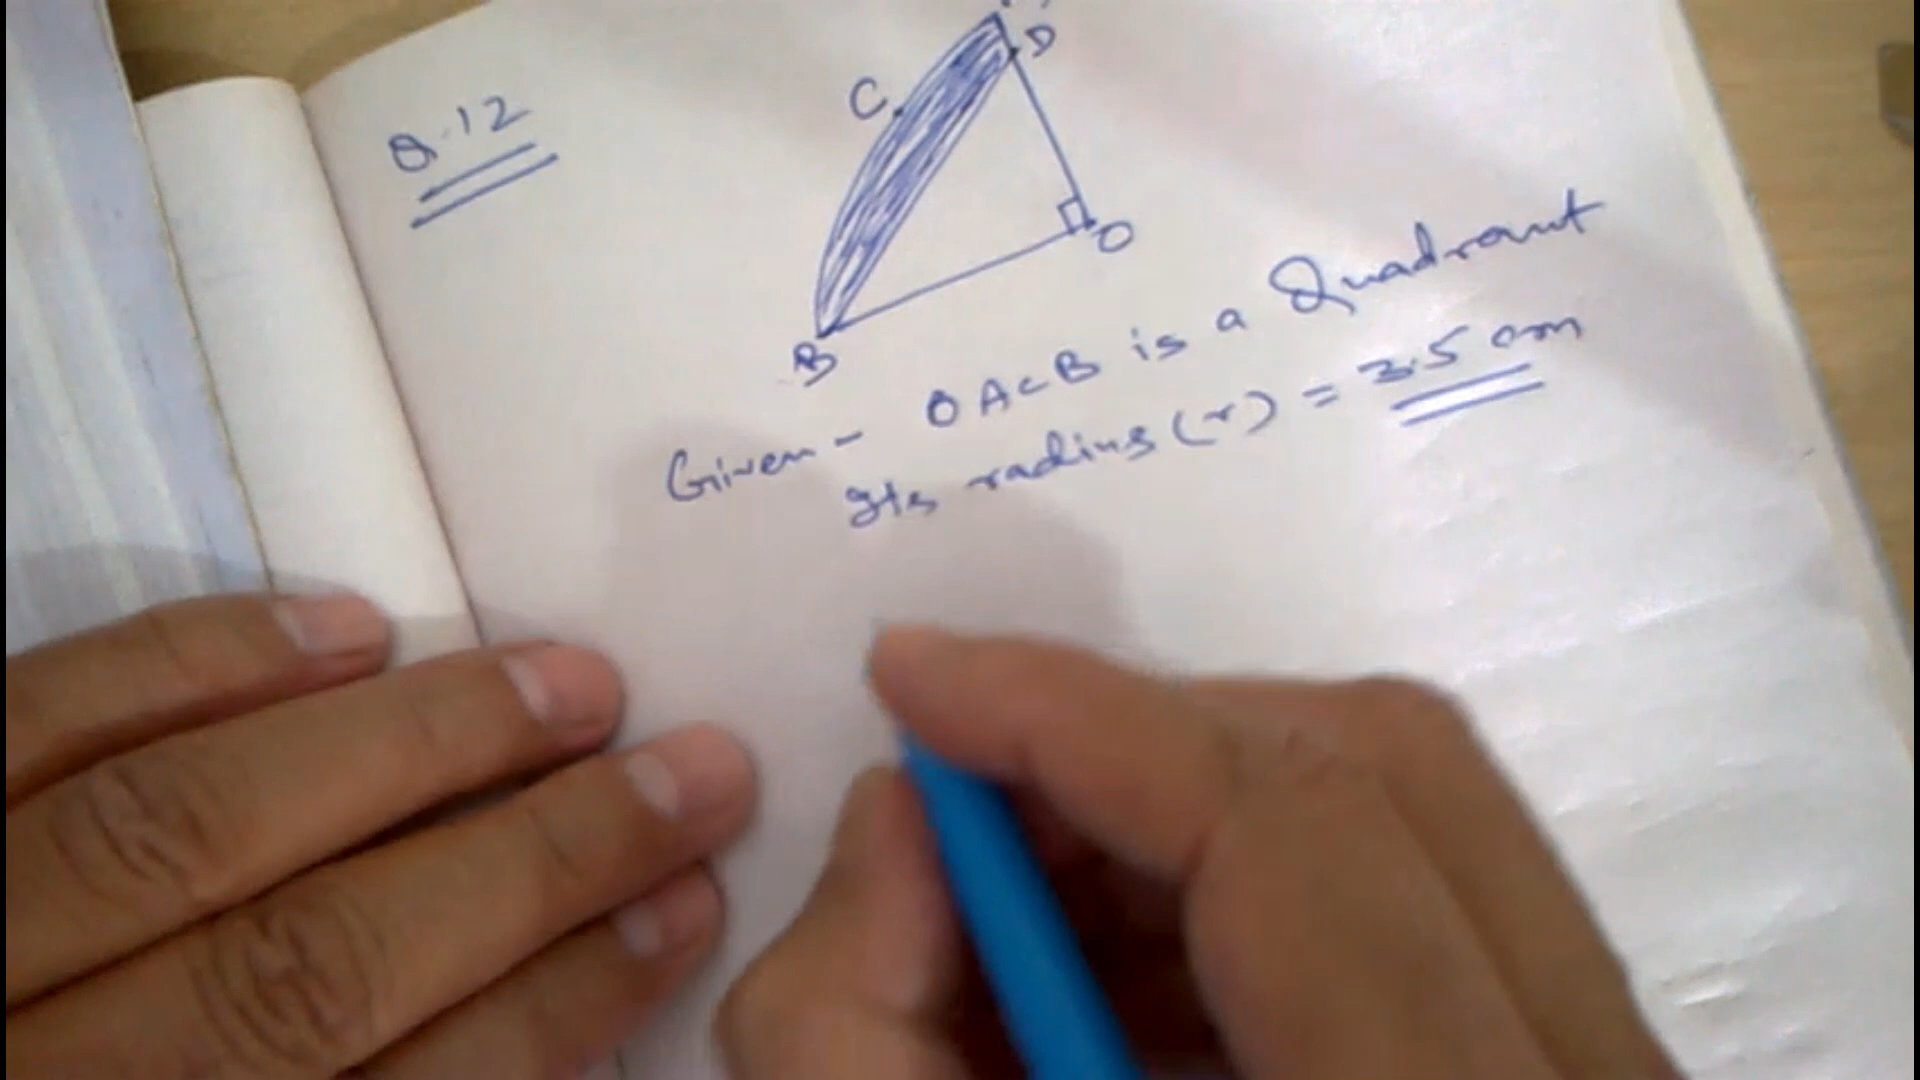 Q.12
D
C
O
B
Given - OACB is a Quadrant
Its radius (r) = 3.5 cm